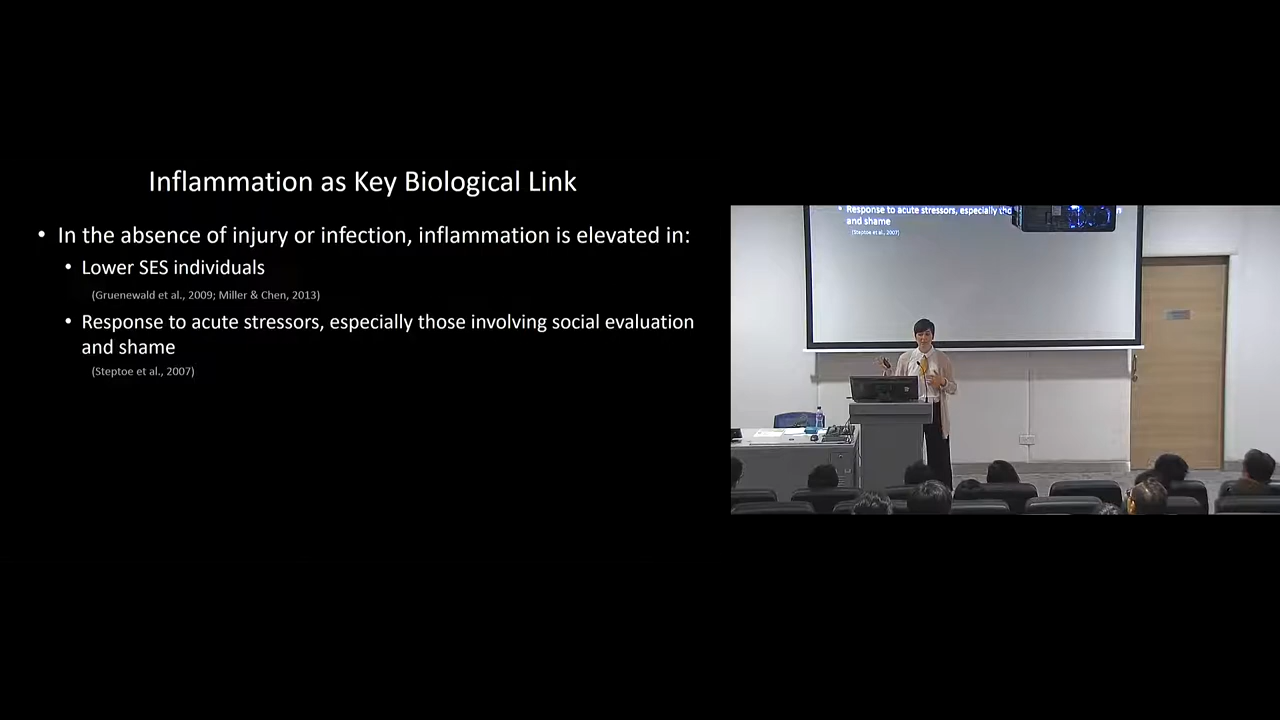 Inflammation as Key Biological Link
• In the absence of injury or infection, inflammation is elevated in:
• Lower SES individuals
(Gruenewald et al., 2009; Miller & Chen, 2013)
• Response to acute stressors, especially those involving social evaluation
and shame
(Steptoe et al., 2007)
• Response to acute stressors, especially
and shame
(Steptoe et al., 2007)